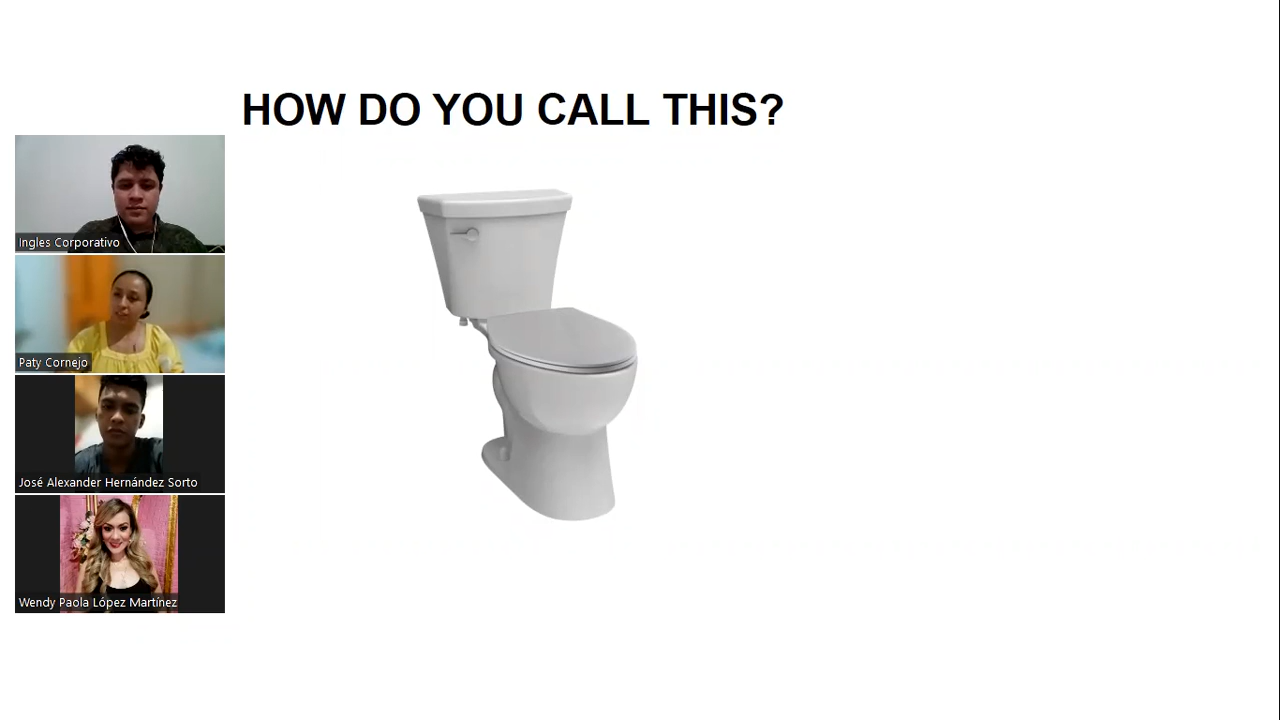 HOW DO YOU CALL THIS?
Ingles Corporativo
Paty Cornejo
José Alexander Hernández Sorto
Wendy Paola López Martínez